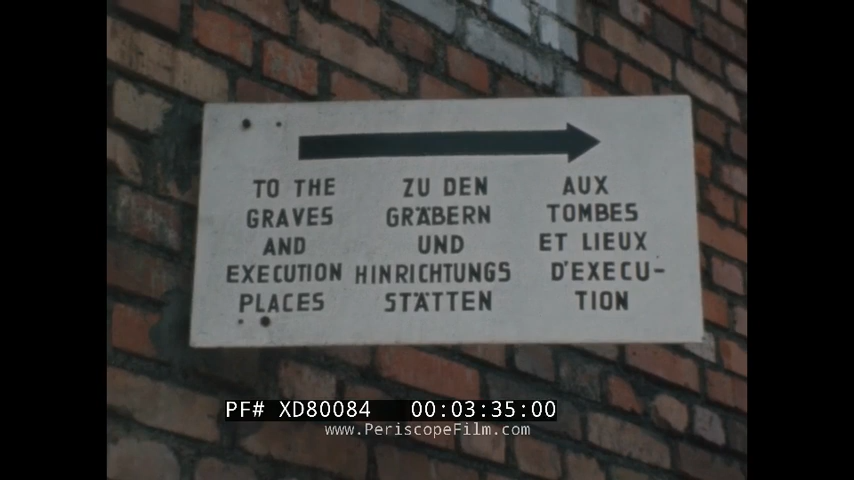 TO THE
GRAVES
AND
EXECUTION
PLACES
ZU DEN
GRÄBERN
UND
HINRICHTUNGS
STÄTTEN
AUX
TOMBES
ET LIEUX
D'EXECU-
TION
PF# XD80084 00:03:35:00
www.PeriscopeFilm.com